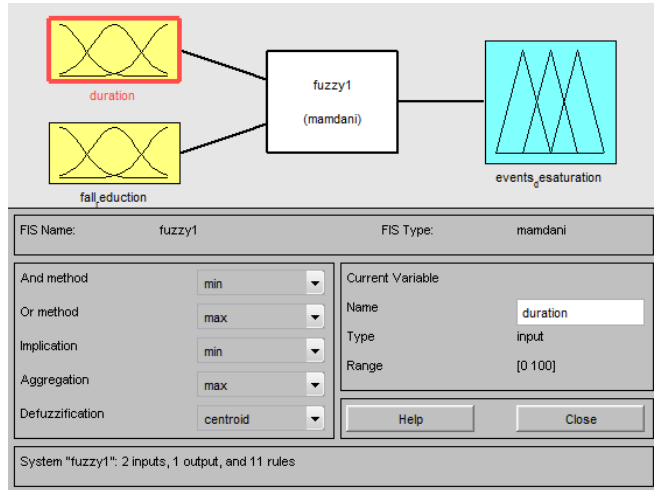 duration
fuzzy1
(mamdani)
fall_reduction
events_desaturation
FIS Name: fuzzy1 FIS Type: mamdani
And method min
Or method max
Implication min
Aggregation max
Defuzzification centroid
Current Variable
Name duration
Type input
Range [0 100]
Help Close
System "fuzzy1": 2 inputs, 1 output, and 11 rules